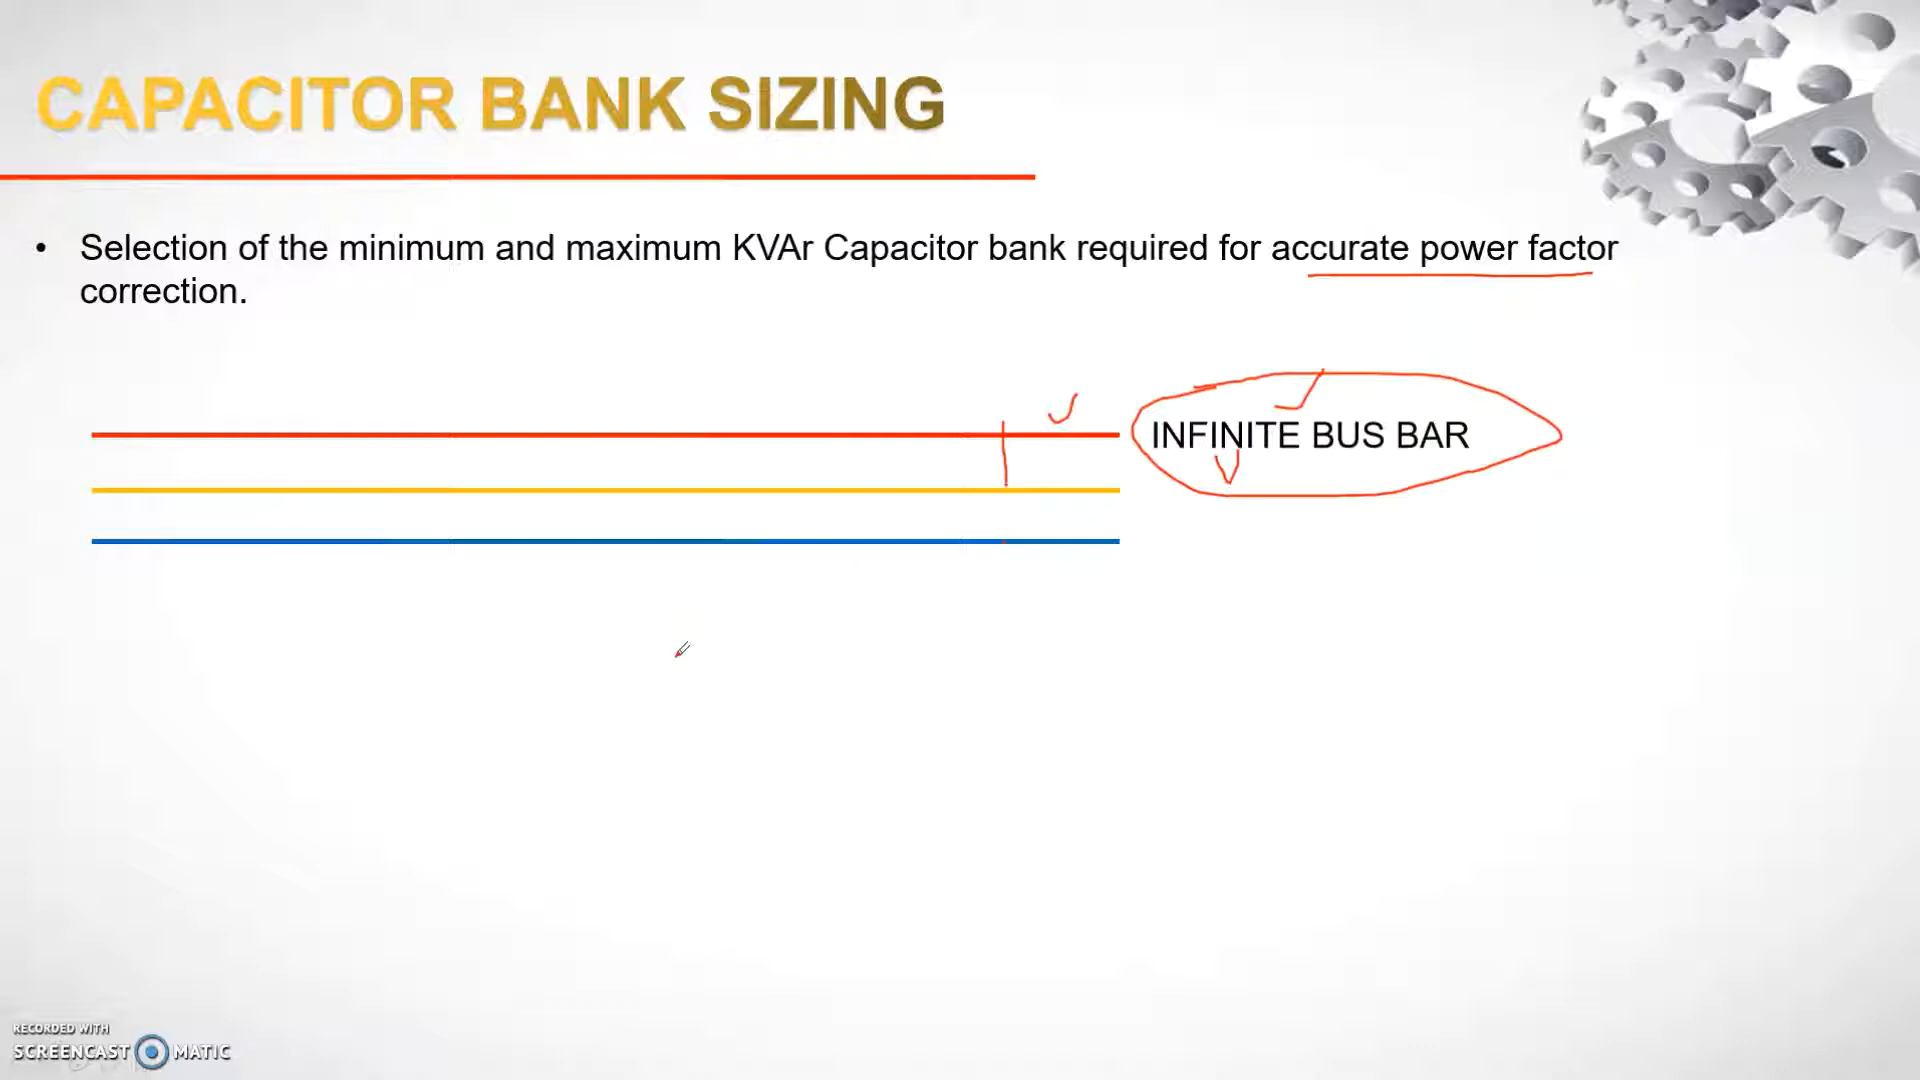 CAPACITOR BANK SIZING
• Selection of the minimum and maximum KVAr Capacitor bank required for accurate power factor
correction.
INFINITE BUS BAR
RECORDED WITH
SCREENCAST MATIC